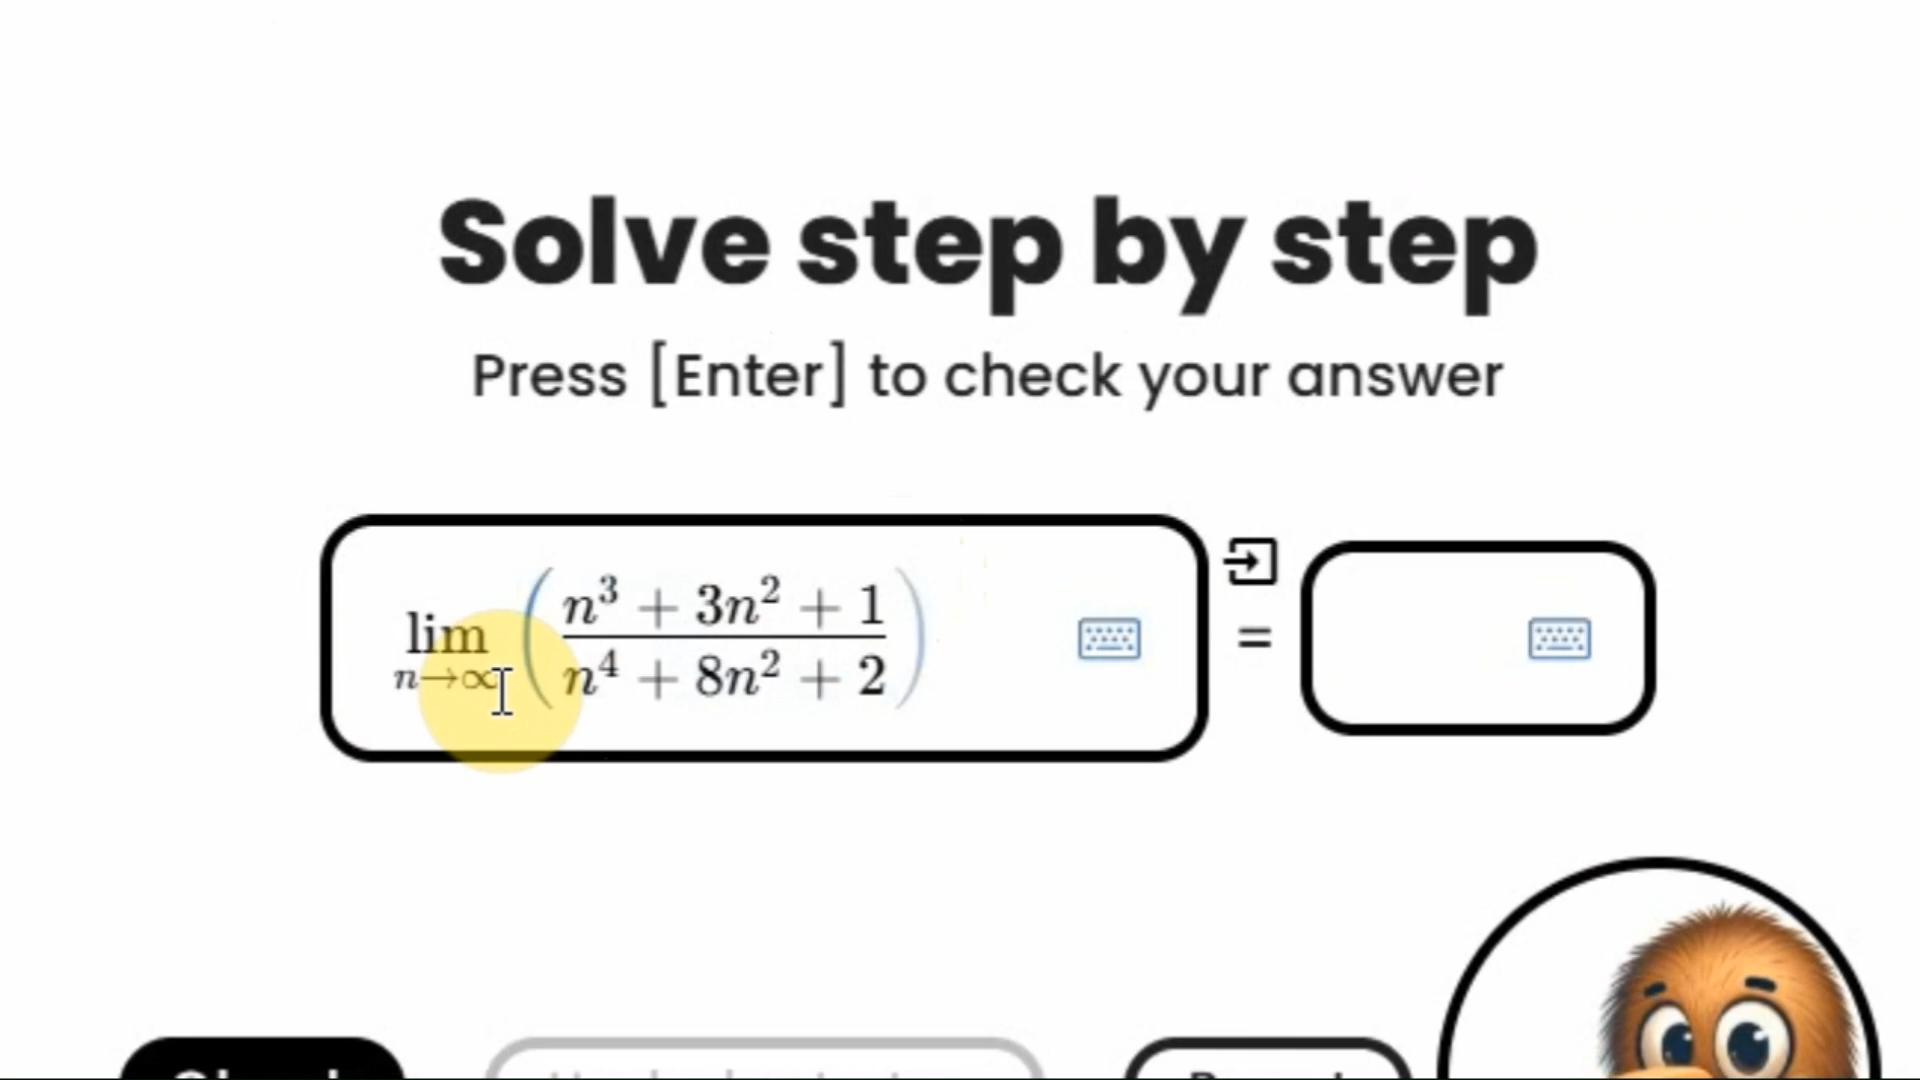 Solve step by step
Press [Enter] to check your answer
lim n→∞ (n³ + 3n² + 1 / n⁴ + 8n² + 2) =